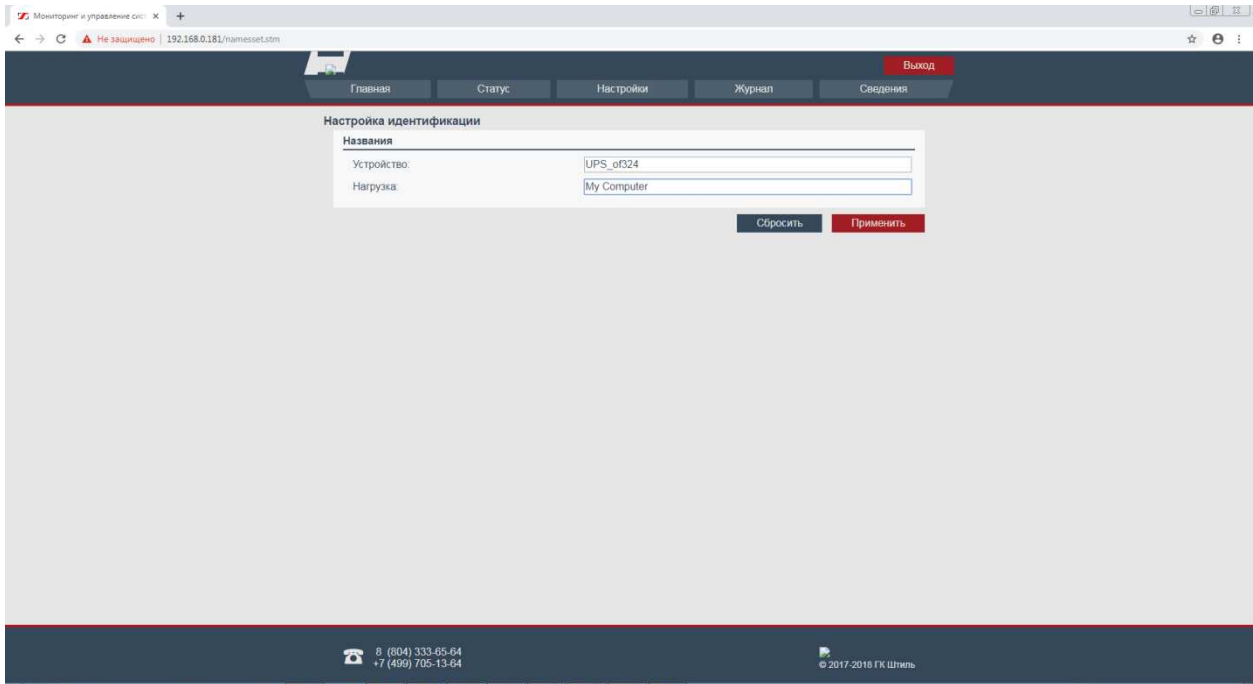 Мониторинг и управление сист
Не защищено 192.168.0.181/namesset.stm
Выход
Главная Статус Настройки Журнал Сведения
Настройка идентификации
Названия
Устройство: UPS_of324
Нагрузка: My Computer
Сбросить Применить
8 (804) 333-65-64
+7 (499) 705-13-64
© 2017-2018 ГК Штиль